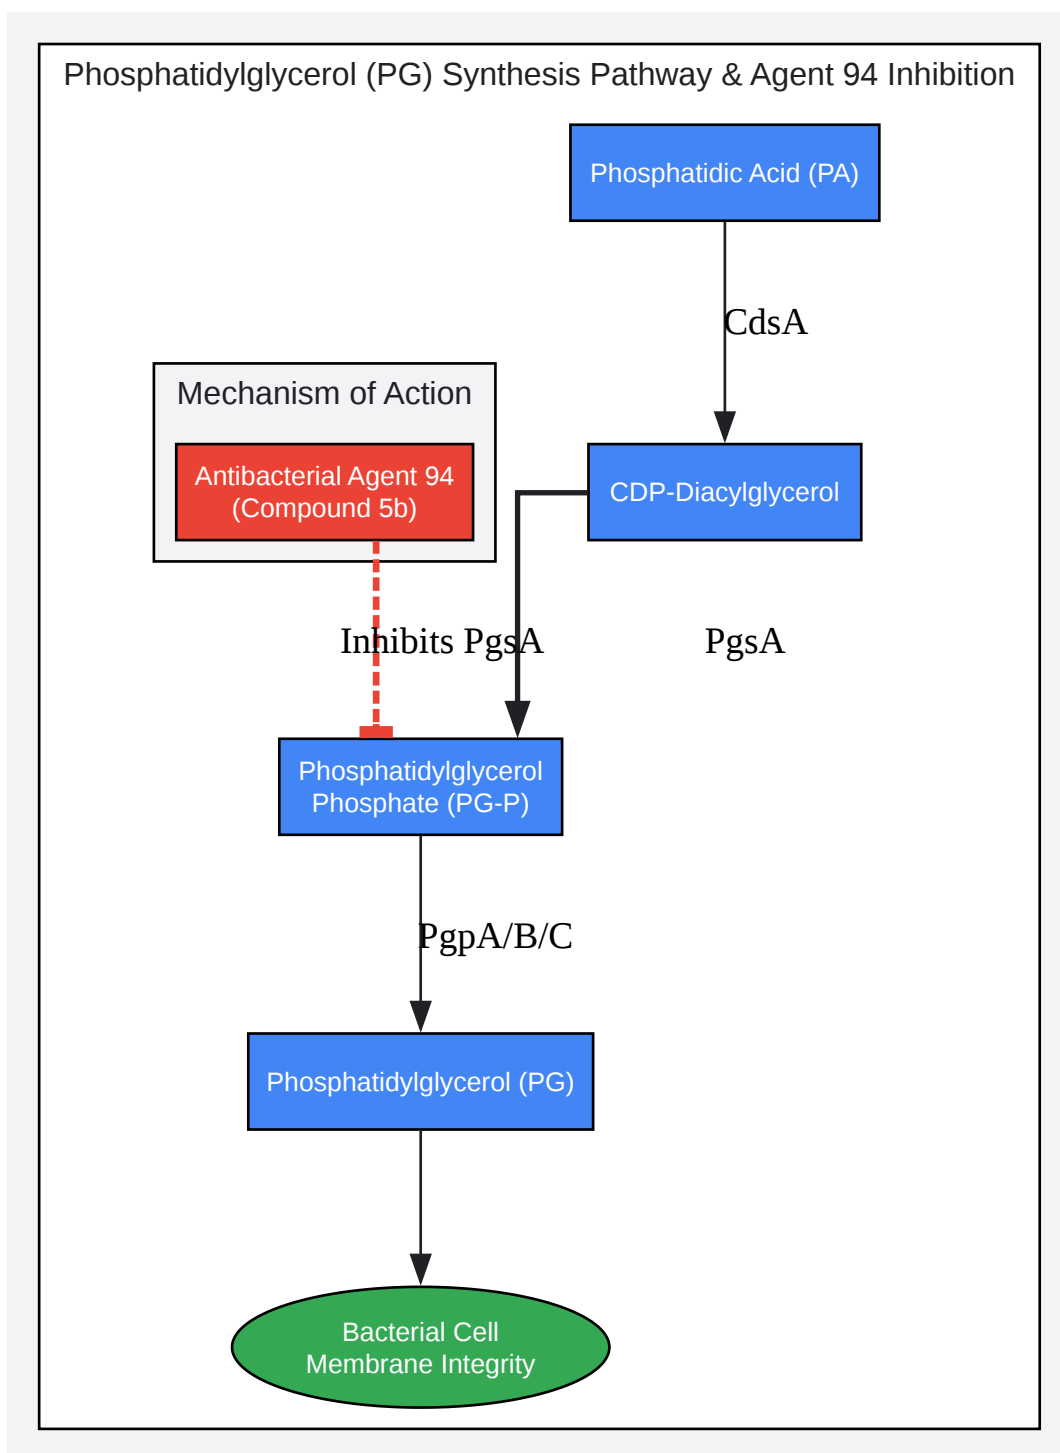 Phosphatidylglycerol (PG) Synthesis Pathway & Agent 94 Inhibition
Phosphatidic Acid (PA)
CdsA
Mechanism of Action
Antibacterial Agent 94
(Compound 5b)
CDP-Diacylglycerol
Inhibits PgsA
PgsA
Phosphatidylglycerol
Phosphate (PG-P)
PgpA/B/C
Phosphatidylglycerol (PG)
Bacterial Cell
Membrane Integrity